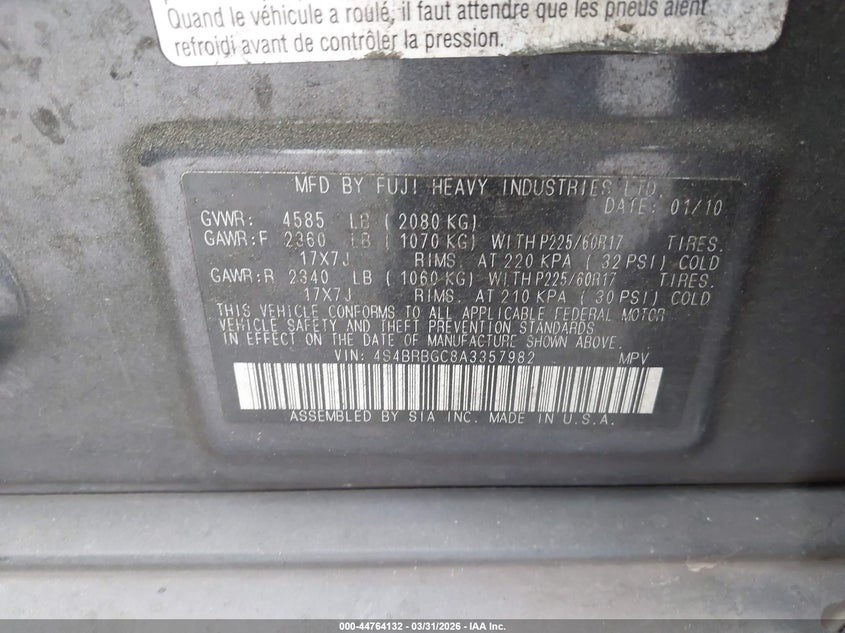 Quand le véhicule a roulé, il faut attendre que les pneus aient
refroidi avant de contrôler la pression.
MFD BY FUJI HEAVY INDUSTRIES LTD.
DATE: 01/10
GVWR: 4585 LB (2080 KG)
GAWR:F 2360 LB (1070 KG) WITH P225/60R17 TIRES.
17X7J RIMS. AT 220 KPA (32 PSI) COLD
GAWR:R 2340 LB (1060 KG) WITH P225/60R17 TIRES.
17X7J RIMS. AT 210 KPA (30 PSI) COLD
THIS VEHICLE CONFORMS TO ALL APPLICABLE FEDERAL MOTOR
VEHICLE SAFETY AND THEFT PREVENTION STANDARDS
IN EFFECT ON THE DATE OF MANUFACTURE SHOWN ABOVE.
VIN: 4S4BRBGC8A3357982 MPV
ASSEMBLED BY SIA INC. MADE IN U.S.A.
000-44764132 - 03/31/2026 - IAA Inc.